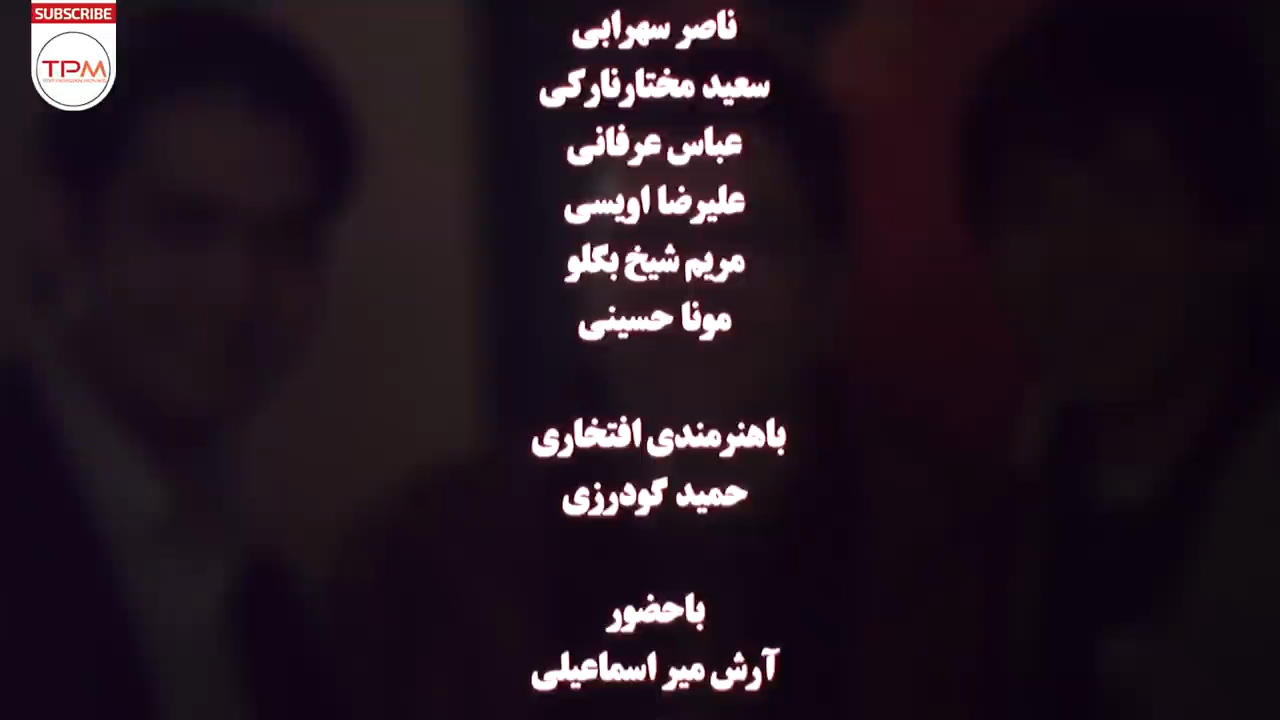 SUBSCRIBE
TPM
ناصر سهرابی
سعید مختارنارکی
عباس عرفانی
علیرضا اویسی
مریم شیخ بگلو
مونا حسینی
باهنرمندی افتخاری
حمید گودرزی
باحضور
آرش میر اسماعیلی